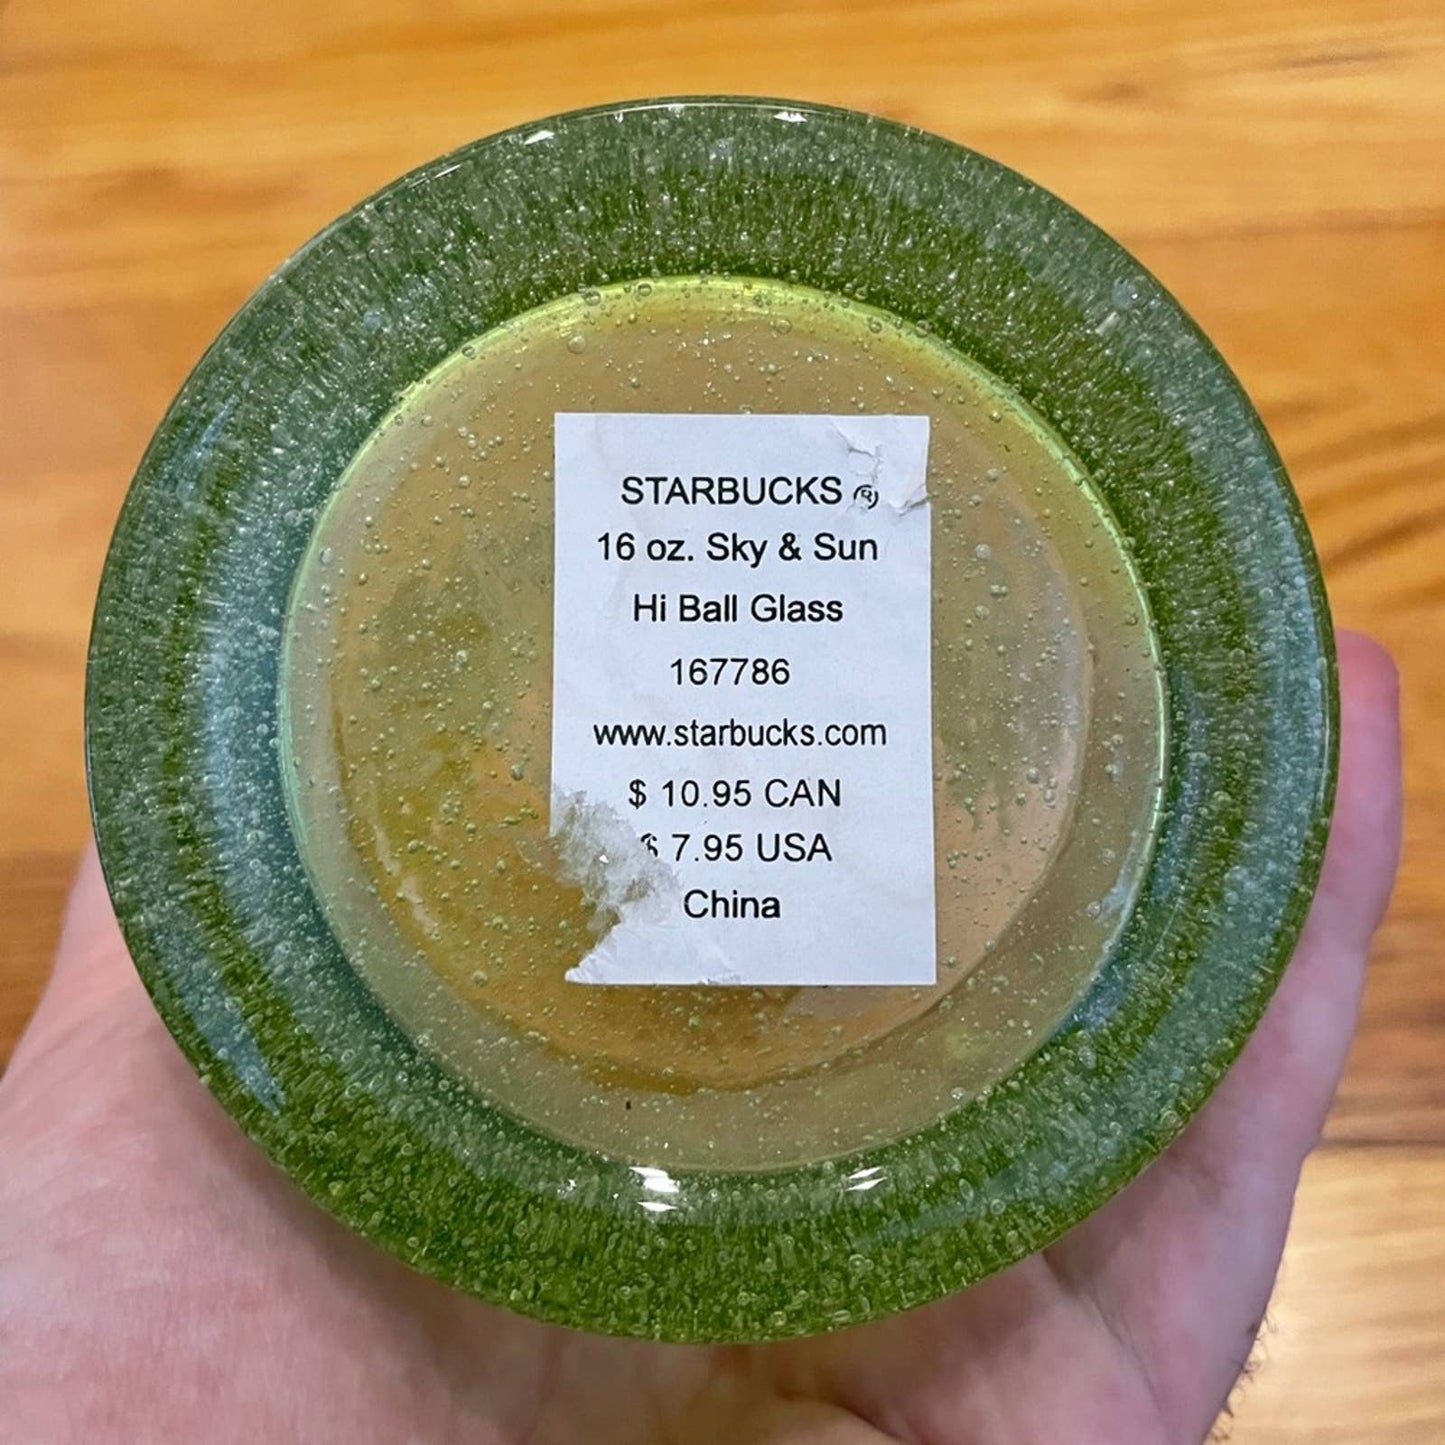 STARBUCKS ®
16 oz. Sky & Sun
Hi Ball Glass
167786
www.starbucks.com
$ 10.95 CAN
$ 7.95 USA
China